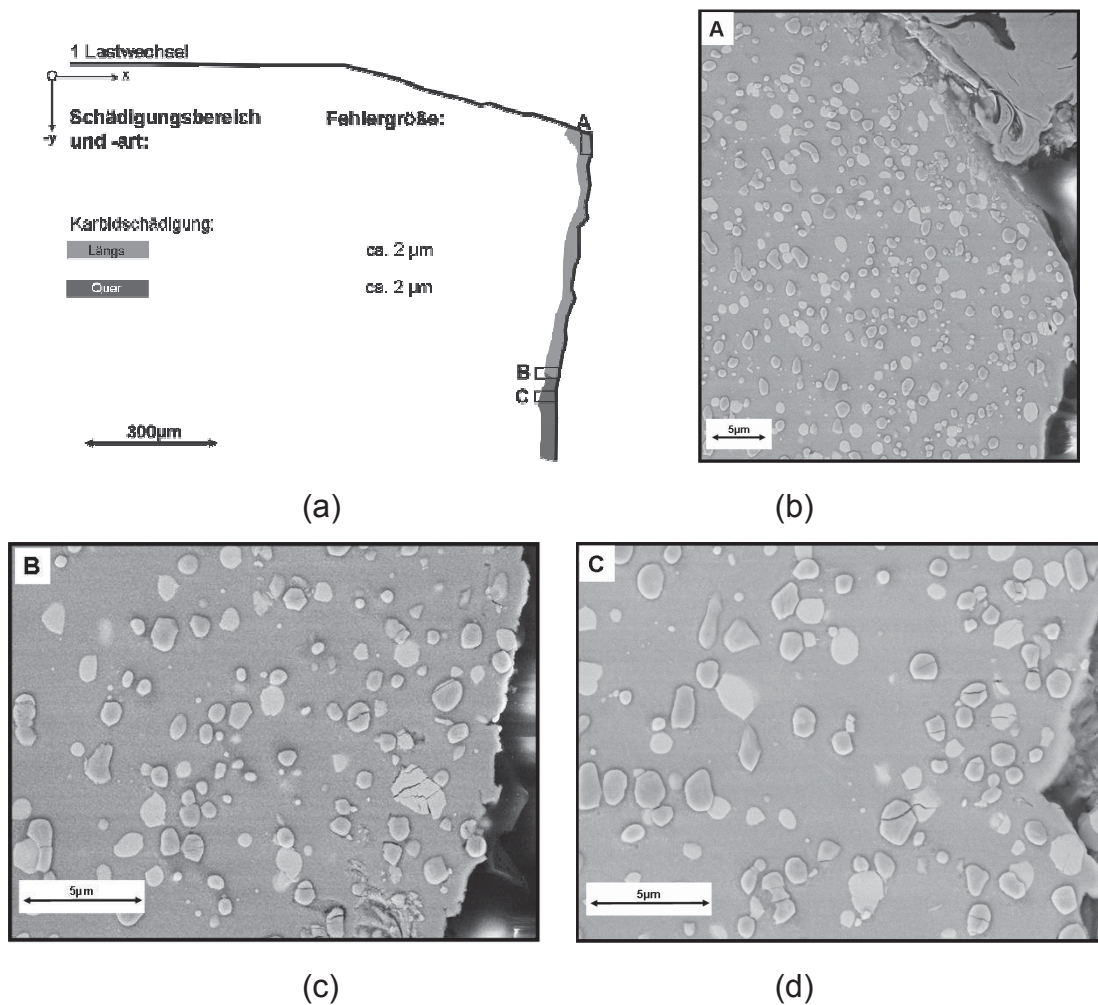 1 Lastwechsel
x
-y
Schädigungsbereich
und -art:
Fehlergröße:
A
Karbidschädigung:
Längs
ca. 2 µm
Quer
ca. 2 µm
B
C
300µm
(a)
A
5µm
(b)
B
5µm
(c)
C
5µm
(d)